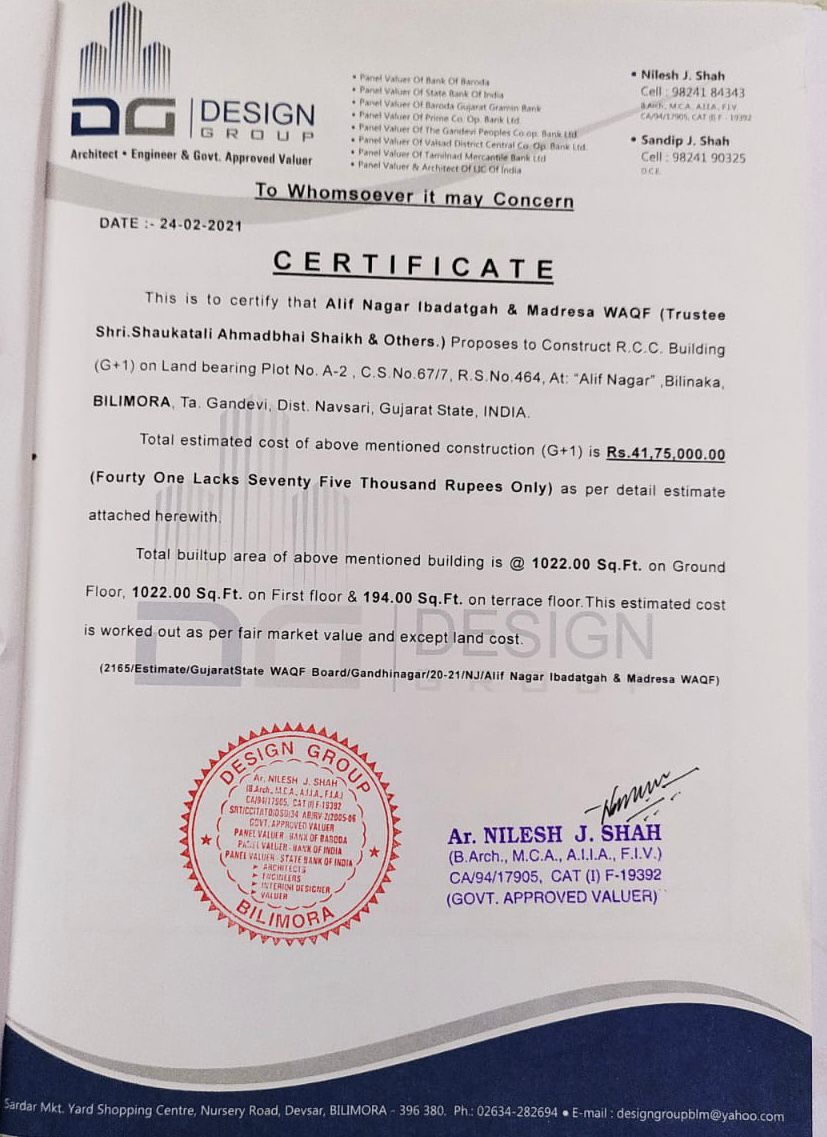 DG DESIGN GROUP
Architect • Engineer & Govt. Approved Valuer
• Panel Valuer Of Bank Of Baroda
• Panel Valuer Of State Bank Of India
• Panel Valuer Of Baroda Gujarat Gramin Bank
• Panel Valuer Of Prime Co. Op. Bank Ltd.
• Panel Valuer Of The Gandevi Peoples Co.op. Bank Ltd.
• Panel Valuer Of Valsad District Central Co. Op. Bank Ltd.
• Panel Valuer Of Tamilnad Mercantile Bank Ltd
• Panel Valuer & Architect Of LIC Of India
• Nilesh J. Shah
Cell : 98241 84343
B.Arch., M.C.A., A.I.I.A., F.I.V.
CA/94/17905, CAT (I) F - 19392
• Sandip J. Shah
Cell : 98241 90325
D.C.E.
To Whomsoever it may Concern
DATE :- 24-02-2021
CERTIFICATE
This is to certify that Alif Nagar Ibadatgah & Madresa WAQF (Trustee
Shri.Shaukatali Ahmadbhai Shaikh & Others.) Proposes to Construct R.C.C. Building
(G+1) on Land bearing Plot No. A-2 , C.S.No.67/7, R.S.No.464, At: "Alif Nagar" ,Bilinaka,
BILIMORA, Ta. Gandevi, Dist. Navsari, Gujarat State, INDIA.
Total estimated cost of above mentioned construction (G+1) is Rs.41,75,000.00
(Fourty One Lacks Seventy Five Thousand Rupees Only) as per detail estimate
attached herewith.
Total builtup area of above mentioned building is @ 1022.00 Sq.Ft. on Ground
Floor, 1022.00 Sq.Ft. on First floor & 194.00 Sq.Ft. on terrace floor.This estimated cost
is worked out as per fair market value and except land cost.
(2165/Estimate/GujaratState WAQF Board/Gandhinagar/20-21/NJ/Alif Nagar Ibadatgah & Madresa WAQF)
DESIGN GROUP
DESIGN GROUP
Ar. NILESH J. SHAH
(B.Arch., M.C.A., A.I.I.A., F.I.A.)
CA/94/17905, CAT (I) F-19392
GOVT. APPROVED VALUER
PANEL VALUER - BANK OF BARODA
PANEL VALUER - BANK OF INDIA
PANEL VALUER - STATE BANK OF INDIA
➤ ARCHITECTS
➤ ENGINEERS
➤ INTERIOR DESIGNER
➤ VALUER
BILIMORA
Ar. NILESH J. SHAH
(B.Arch., M.C.A., A.I.I.A., F.I.V.)
CA/94/17905, CAT (I) F-19392
(GOVT. APPROVED VALUER)
Sardar Mkt. Yard Shopping Centre, Nursery Road, Devsar, BILIMORA - 396 380. Ph.: 02634-282694 • E-mail : designgroupblm@yahoo.com